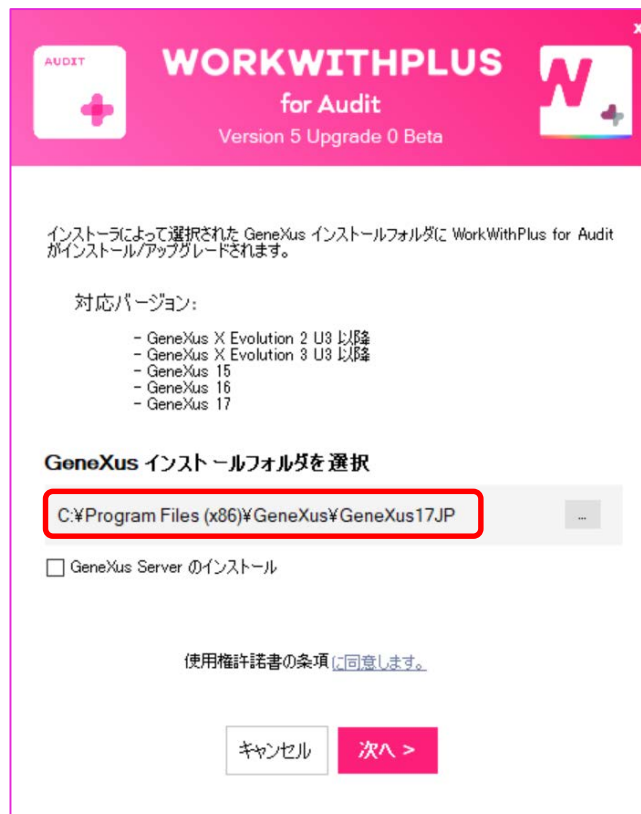 x
AUDIT
WORKWITHPLUS
for Audit
Version 5 Upgrade 0 Beta
インストーラによって選択された GeneXus インストールフォルダに WorkWithPlus for Audit
がインストール/アップグレードされます。
対応バージョン:
- GeneXus X Evolution 2 U3 以降
- GeneXus X Evolution 3 U3 以降
- GeneXus 15
- GeneXus 16
- GeneXus 17
GeneXus インストールフォルダを選択
C:¥Program Files (x86)¥GeneXus¥GeneXus17JP
...
GeneXus Server のインストール
使用権許諾書の条項に同意します。
キャンセル
次へ >